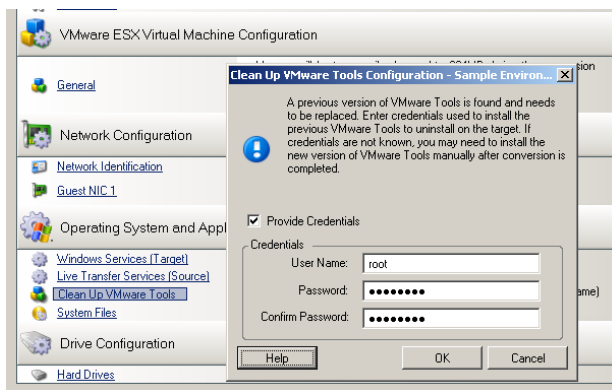 VMware ESX Virtual Machine Configuration
General
sion
Clean Up VMware Tools Configuration - Sample Environ...
A previous version of VMware Tools is found and needs
to be replaced. Enter credentials used to install the
previous VMware Tools to uninstall on the target. If
credentials are not known, you may need to install the
new version of VMware Tools manually after conversion is
completed.
Network Configuration
Network Identification
Guest NIC 1
Provide Credentials
Operating System and Appl
Credentials
Windows Services (Target)
User Name: root
Live Transfer Services (Source)
Clean Up VMware Tools
Password: ●●●●●●●●
ame)
System Files
Confirm Password: ●●●●●●●●
Drive Configuration
Help OK Cancel
Hard Drives